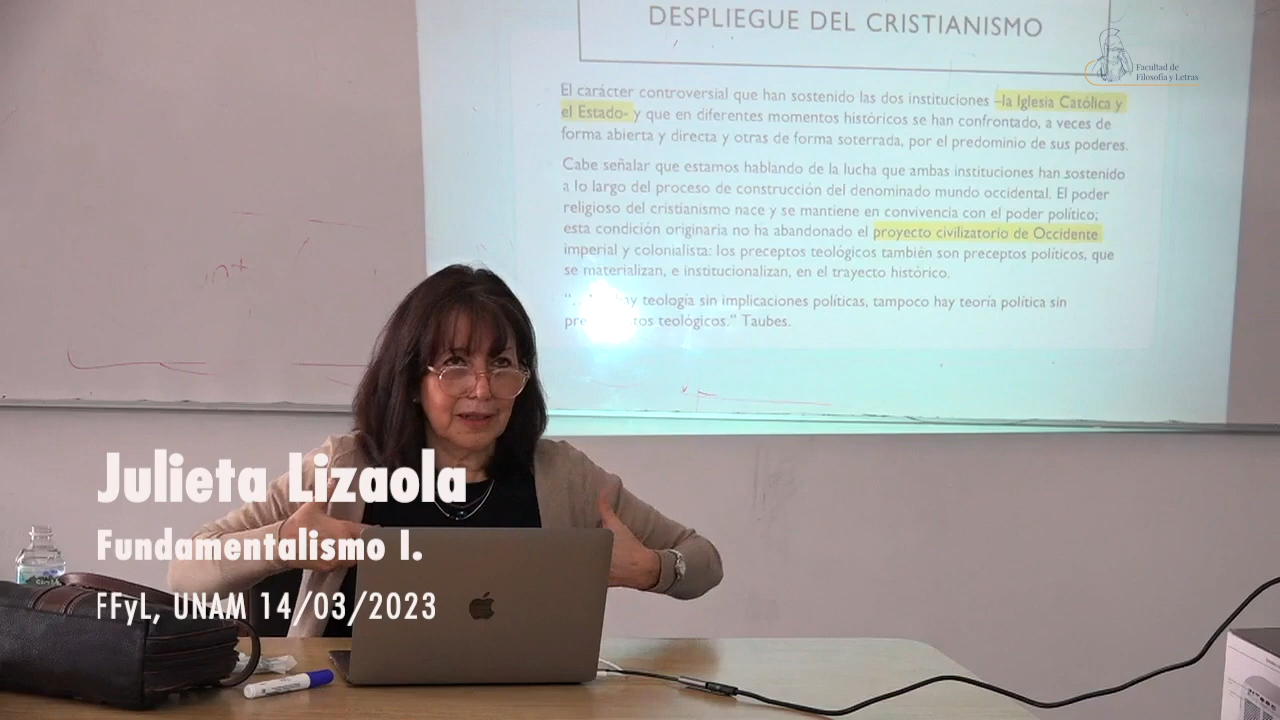 DESPLIEGUE DEL CRISTIANISMO
Facultad de
Filosofía y Letras
El carácter controversial que han sostenido las dos instituciones –la Iglesia Católica y
el Estado- y que en diferentes momentos históricos se han confrontado, a veces de
forma abierta y directa y otras de forma soterrada, por el predominio de sus poderes.
Cabe señalar que estamos hablando de la lucha que ambas instituciones han sostenido
a lo largo del proceso de construcción del denominado mundo occidental. El poder
religioso del cristianismo nace y se mantiene en convivencia con el poder político;
esta condición originaria no ha abandonado el proyecto civilizatorio de Occidente
imperial y colonialista: los preceptos teológicos también son preceptos políticos, que
se materializan, e institucionalizan, en el trayecto histórico.
hay teología sin implicaciones políticas, tampoco hay teoría política sin
teológicos.” Taubes.
Julieta Lizaola
Fundamentalismo I.
FFyL, UNAM 14/03/2023